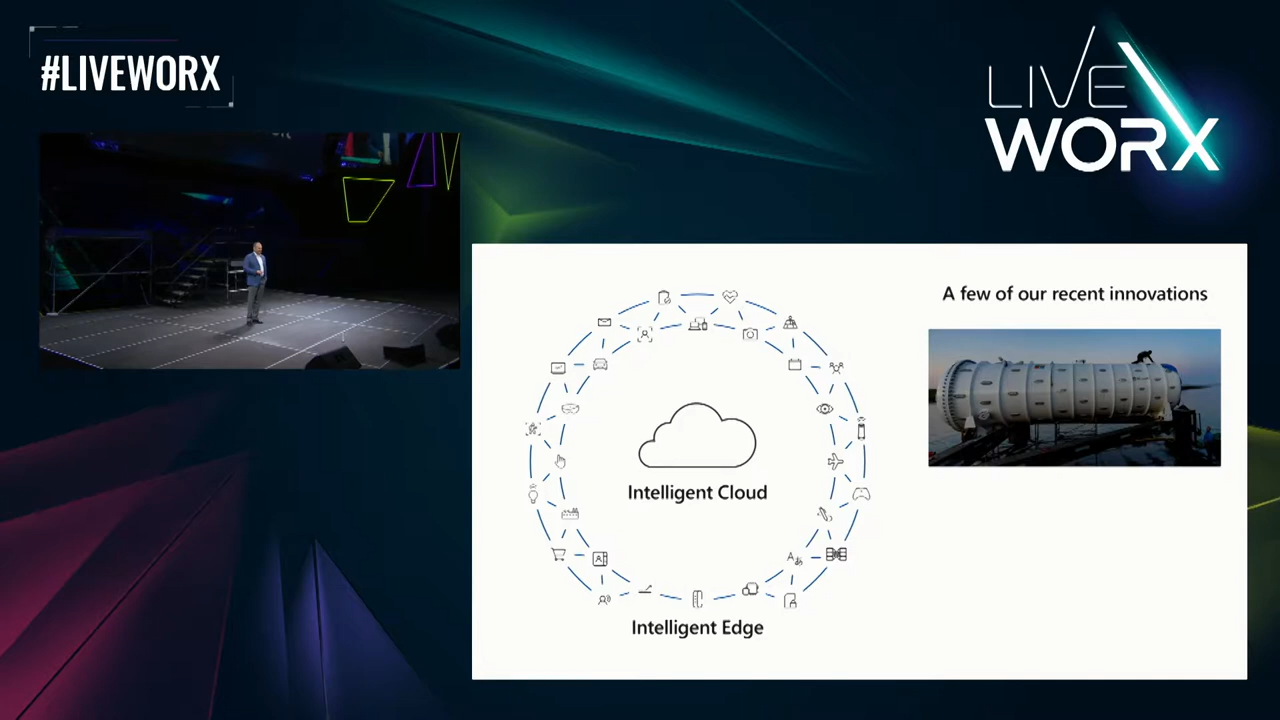 #LIVEWORX
LIVE
WORX
A few of our recent innovations
Intelligent Cloud
Intelligent Edge